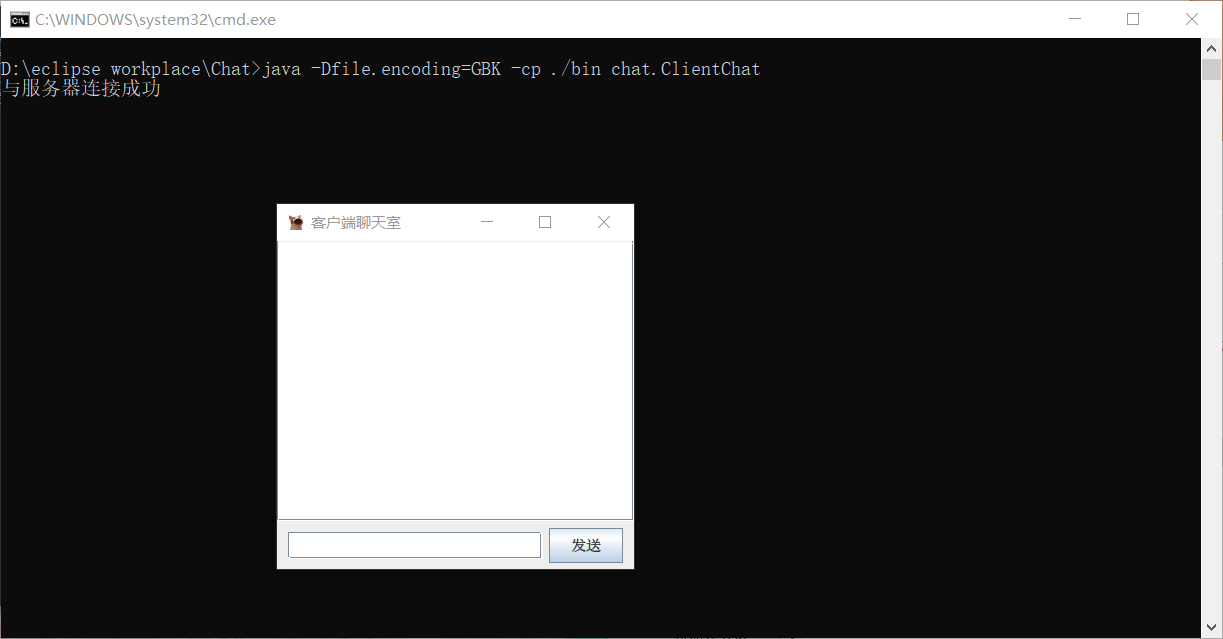 C:\WINDOWS\system32\cmd.exe
D:\eclipse workplace\Chat>java -Dfile.encoding=GBK -cp ./bin chat.ClientChat
与服务器连接成功
客户端聊天室
发送